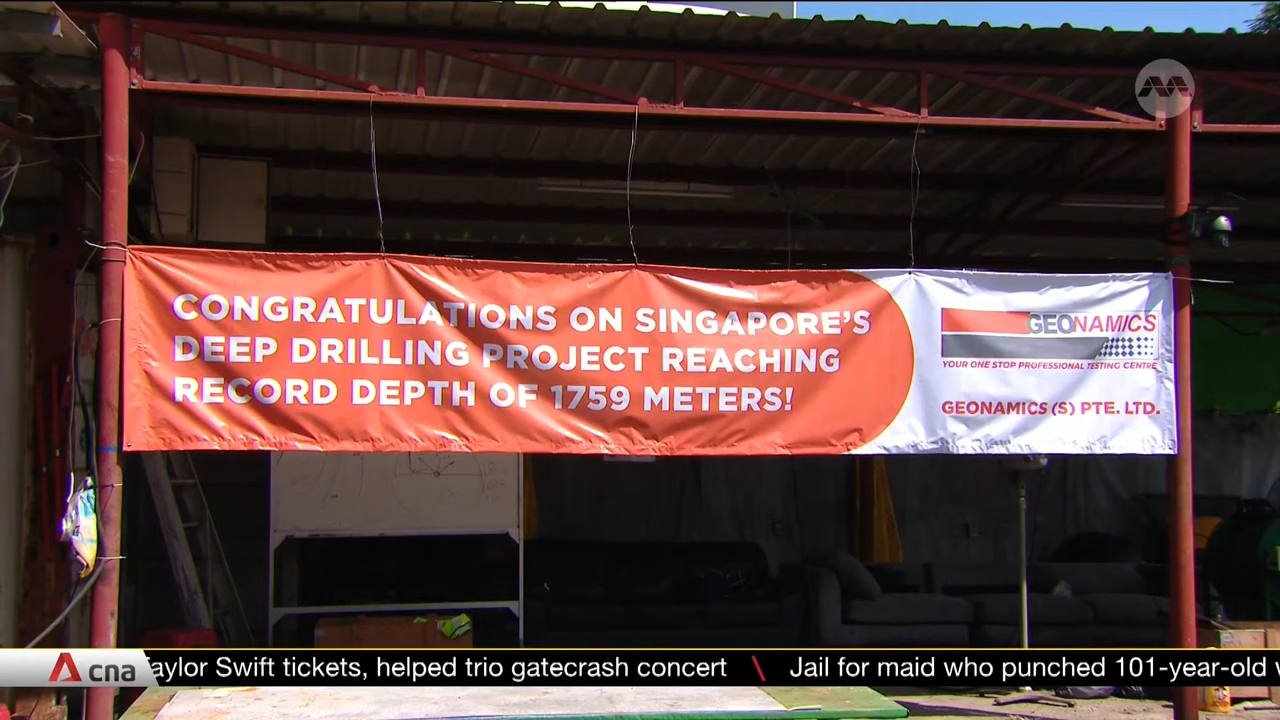 CONGRATULATIONS ON SINGAPORE'S
DEEP DRILLING PROJECT REACHING
RECORD DEPTH OF 1759 METERS!
GEONAMICS
YOUR ONE STOP PROFESSIONAL TESTING CENTRE
GEONAMICS (S) PTE. LTD.
cna
aylor Swift tickets, helped trio gatecrash concert \ Jail for maid who punched 101-year-old